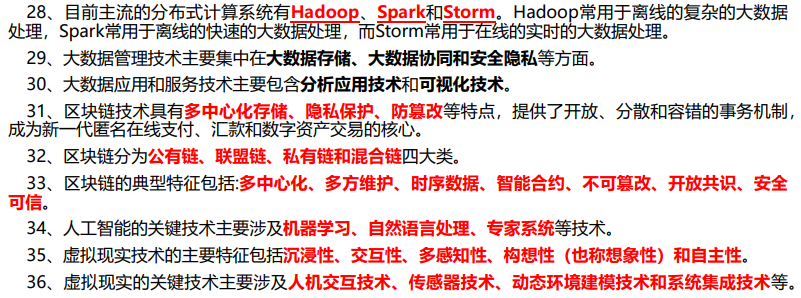 28、目前主流的分布式计算系统有Hadoop、Spark和Storm。Hadoop常用于离线的复杂的大数据
处理，Spark常用于离线的快速的大数据处理，而Storm常用于在线的实时的大数据处理。
29、大数据管理技术主要集中在大数据存储、大数据协同和安全隐私等方面。
30、大数据应用和服务技术主要包含分析应用技术和可视化技术。
31、区块链技术具有多中心化存储、隐私保护、防篡改等特点，提供了开放、分散和容错的事务机制，
成为新一代匿名在线支付、汇款和数字资产交易的核心。
32、区块链分为公有链、联盟链、私有链和混合链四大类。
33、区块链的典型特征包括:多中心化、多方维护、时序数据、智能合约、不可篡改、开放共识、安全
可信。
34、人工智能的关键技术主要涉及机器学习、自然语言处理、专家系统等技术。
35、虚拟现实技术的主要特征包括沉浸性、交互性、多感知性、构想性（也称想象性）和自主性。
36、虚拟现实的关键技术主要涉及人机交互技术、传感器技术、动态环境建模技术和系统集成技术等。